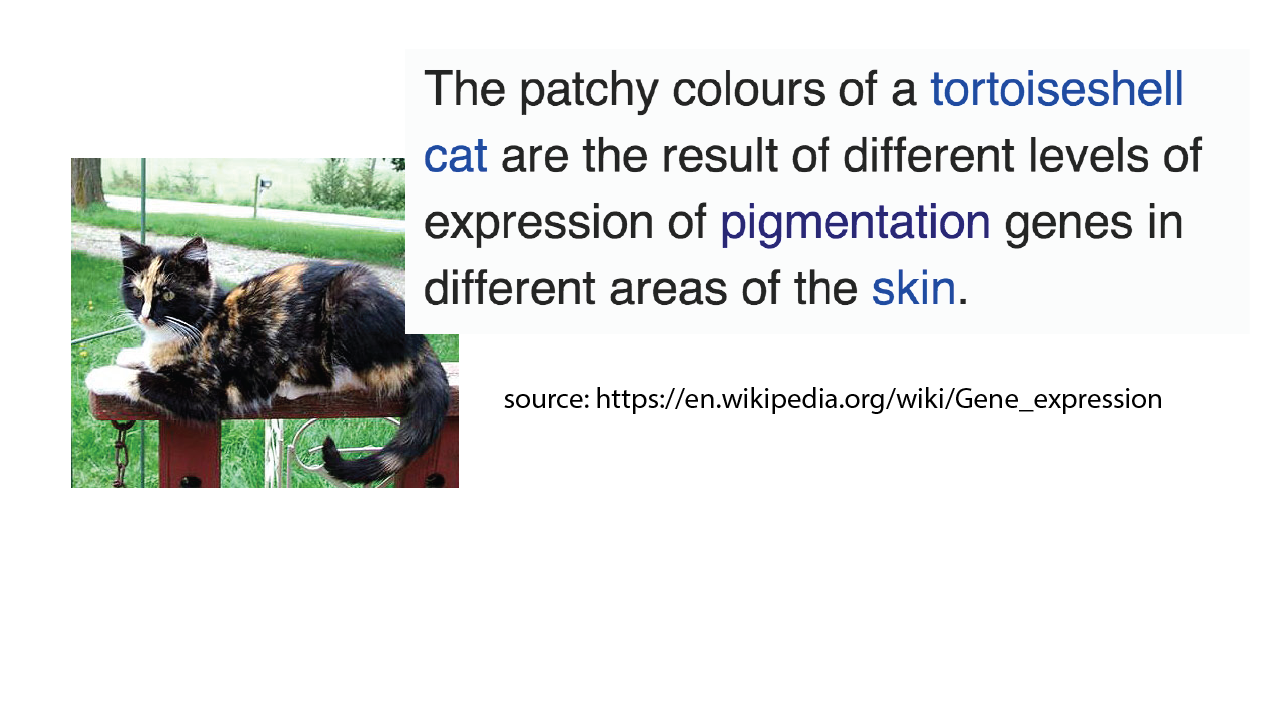 The patchy colours of a tortoiseshell
cat are the result of different levels of
expression of pigmentation genes in
different areas of the skin.
source: https://en.wikipedia.org/wiki/Gene_expression